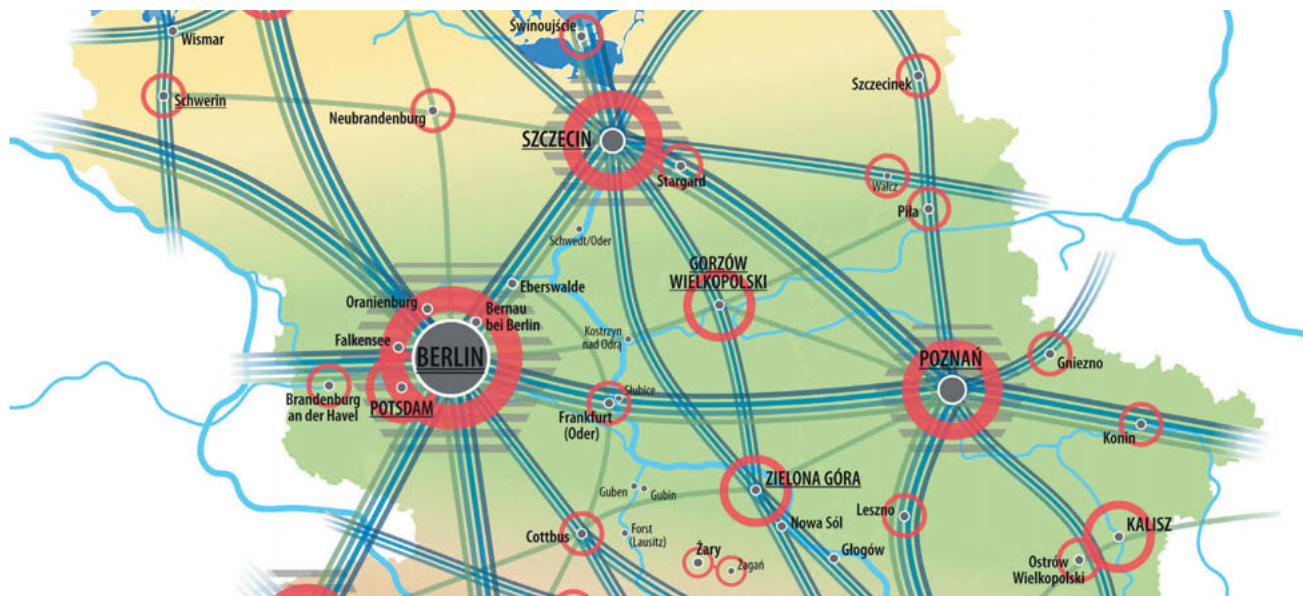 Świnoujście
Wismar
Szczecinek
Schwerin
Neubrandenburg
SZCZECIN
Stargard
Wałcz
Piła
Schwedt/Oder
GORZÓW
WIELKOPOLSKI
Eberswalde
Oranienburg
Bernau
bei Berlin
Kostrzyn
nad Odrą
Falkensee
BERLIN
POZNAŃ
Gniezno
Brandenburg
an der Havel
POTSDAM
Słubice
Frankfurt
(Oder)
Konin
ZIELONA GÓRA
Guben
Gubin
Leszno
Nowa Sól
KALISZ
Cottbus
Forst
(Lausitz)
Żary
Żagań
Głogów
Ostrów
Wielkopolski